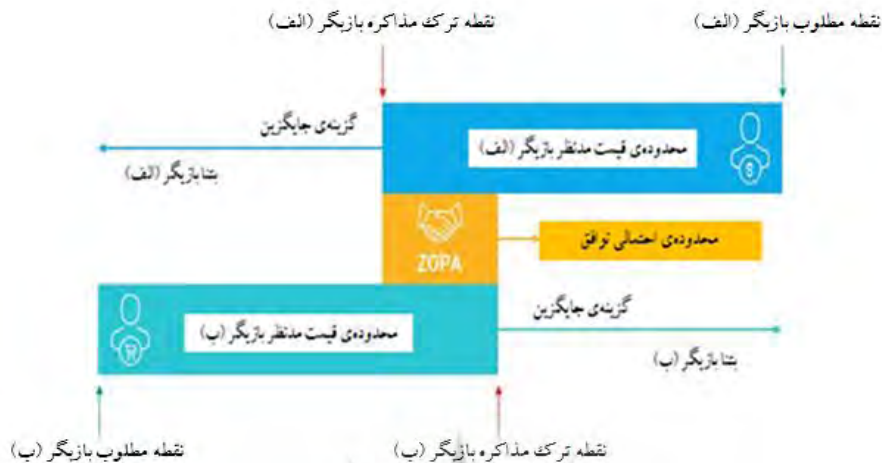 نقطه مطلوب بازیگر (الف)
نقطه ترک مذاکره بازیگر (الف)
محدوده‌ی قیمت مدنظر بازیگر (الف)
گزینه‌ی جایگزین
بتنا بازیگر (الف)
ZOPA
محدوده‌ی احتمالی توافق
گزینه‌ی جایگزین
بتنا بازیگر (ب)
محدوده‌ی قیمت مدنظر بازیگر (ب)
نقطه ترک مذاکره بازیگر (ب)
نقطه مطلوب بازیگر (ب)